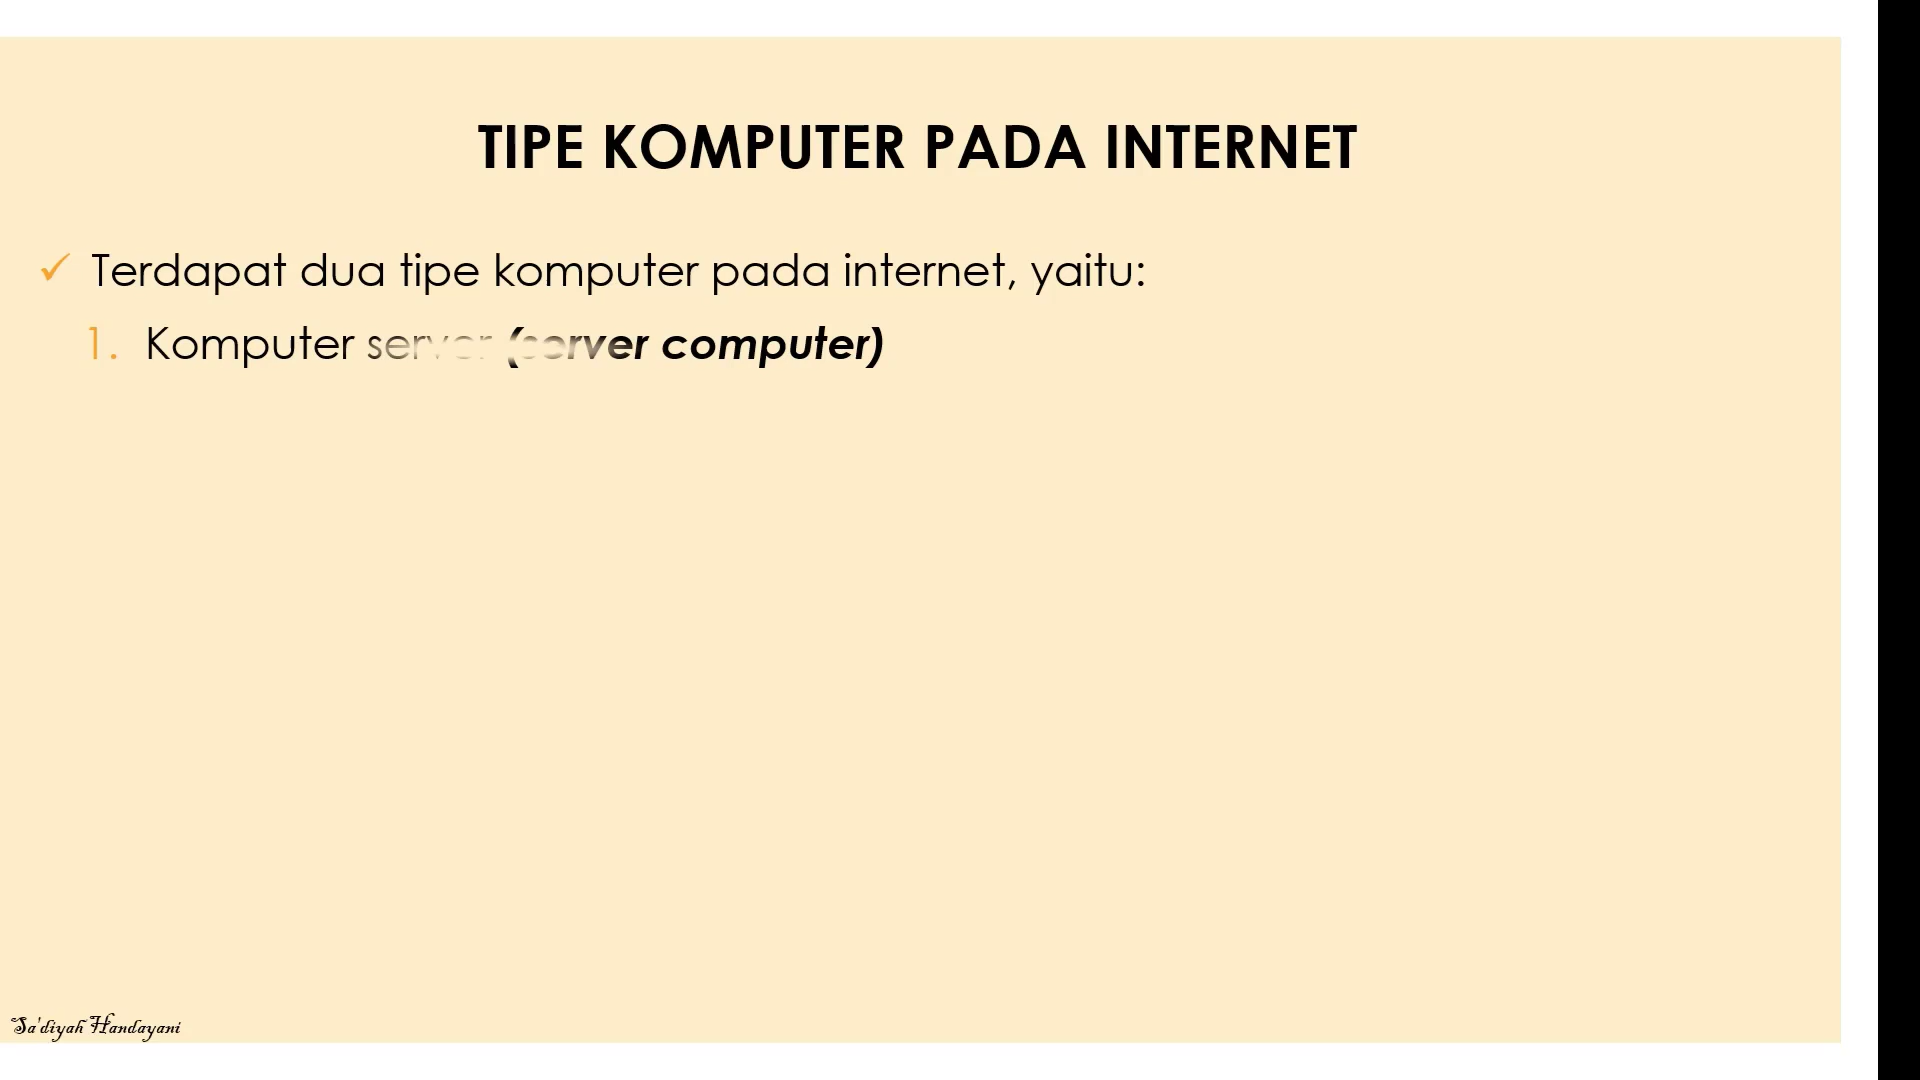 TIPE KOMPUTER PADA INTERNET
✓ Terdapat dua tipe komputer pada internet, yaitu:
1. Komputer server (server computer)
Sa'diyah Handayani